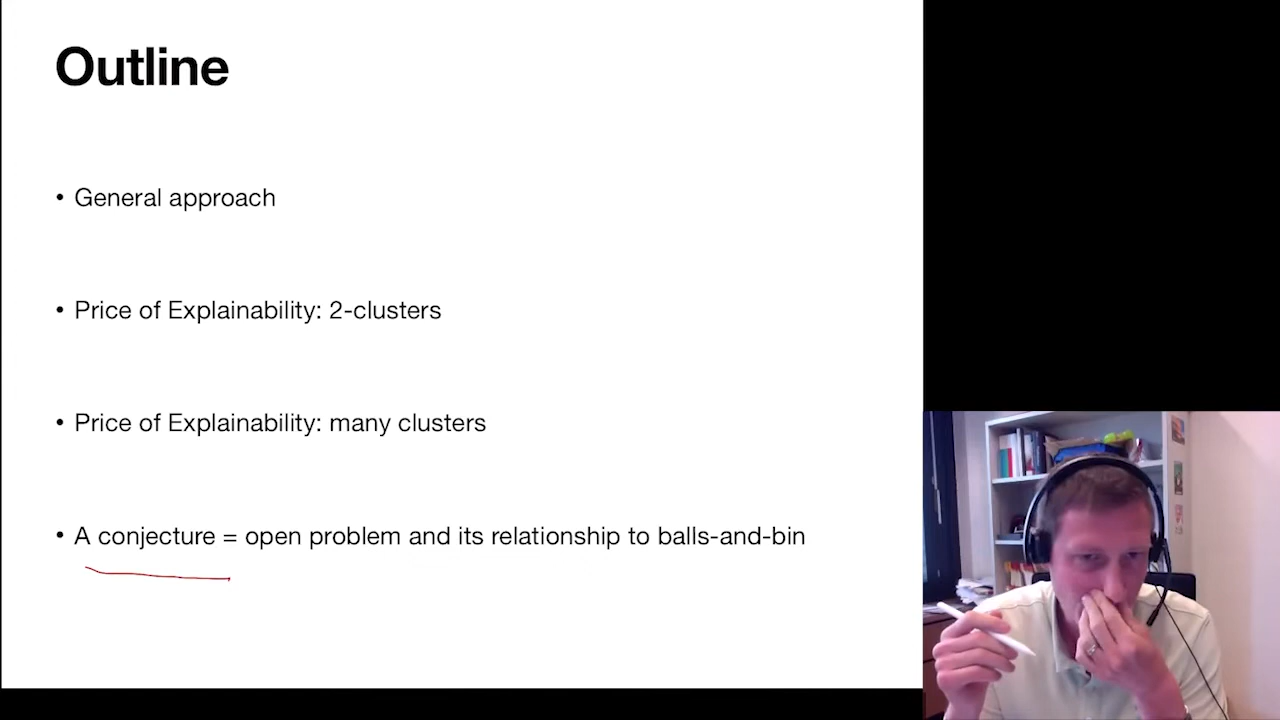 Outline
• General approach
• Price of Explainability: 2-clusters
• Price of Explainability: many clusters
• A conjecture = open problem and its relationship to balls-and-bin